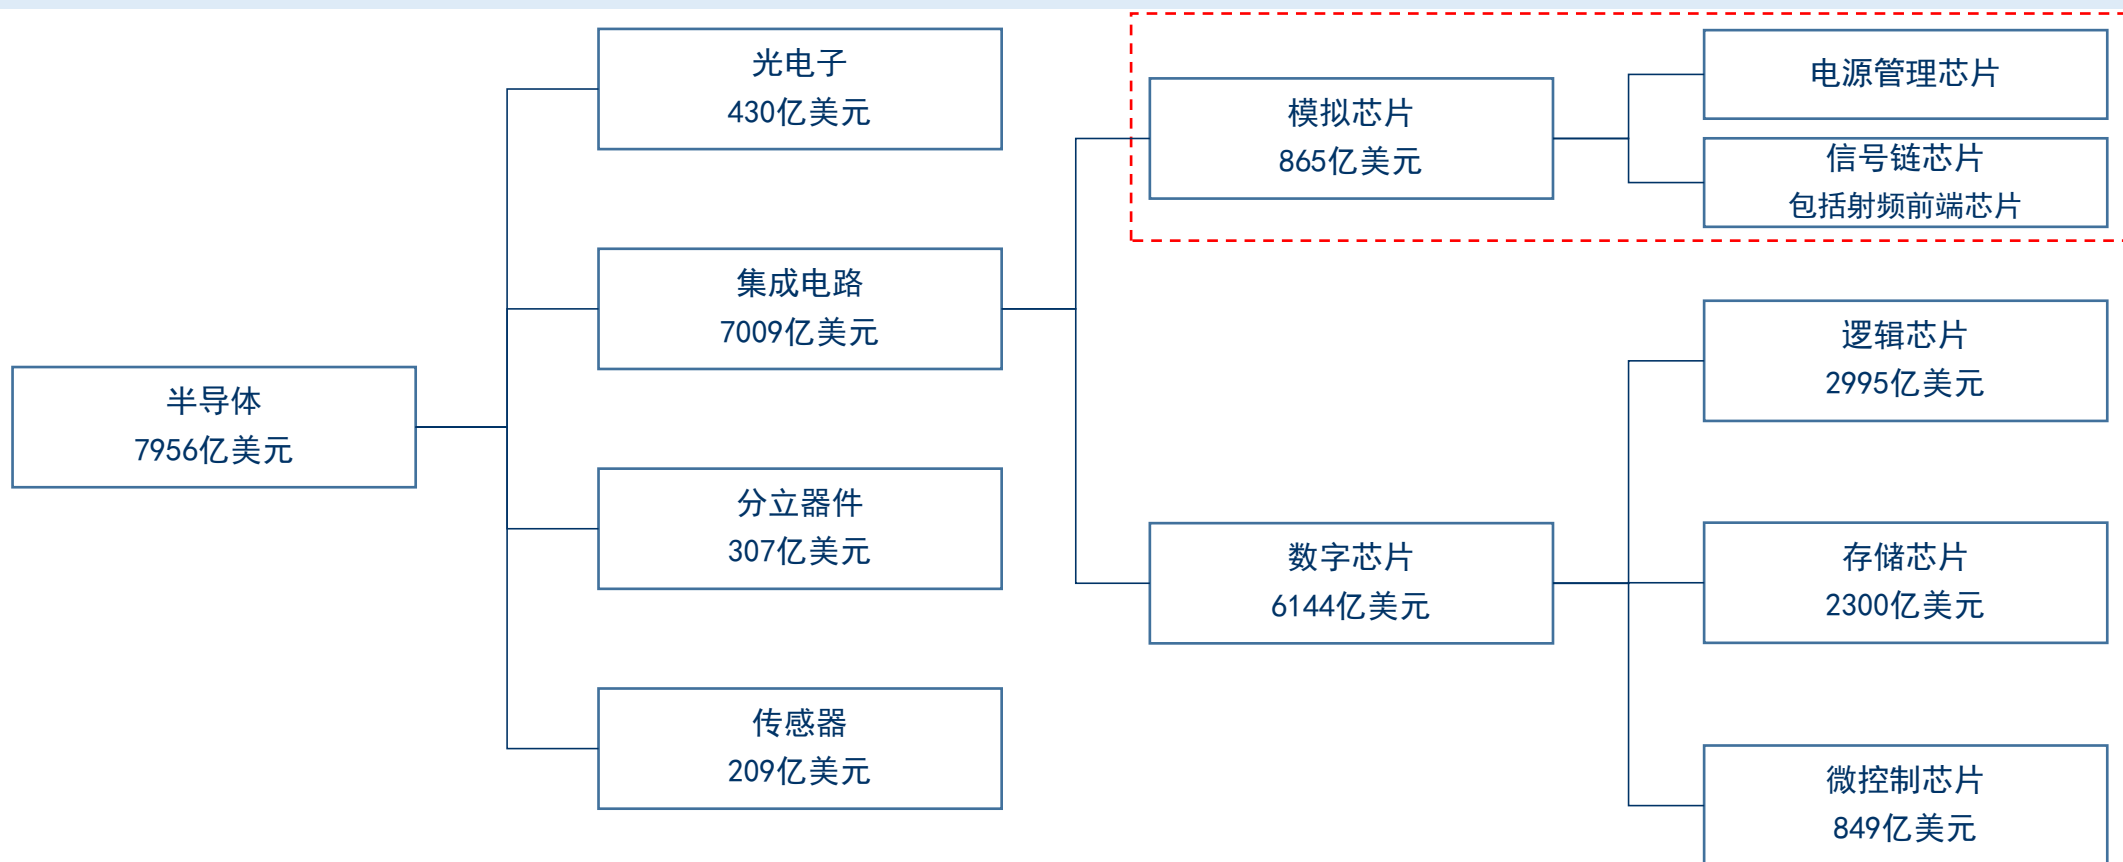 半导体
7956亿美元
光电子
430亿美元
集成电路
7009亿美元
分立器件
307亿美元
传感器
209亿美元
模拟芯片
865亿美元
数字芯片
6144亿美元
电源管理芯片
信号链芯片
包括射频前端芯片
逻辑芯片
2995亿美元
存储芯片
2300亿美元
微控制芯片
849亿美元